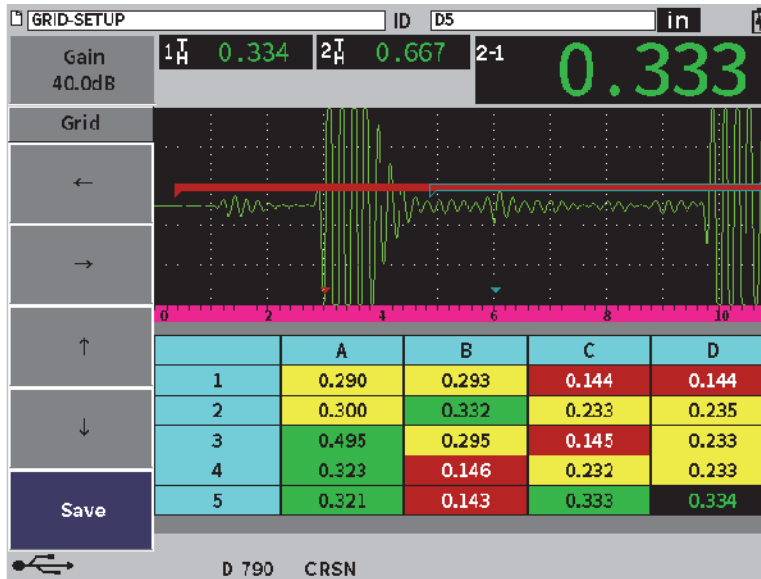 GRID-SETUP ID D5 in
Gain
40.0dB
1 TH 0.334 2 TH 0.667 2-1 0.333
Grid
←
→
↑
↓
Save
0 2 4 6 8 10
A B C D
1 0.290 0.293 0.144 0.144
2 0.300 0.332 0.233 0.235
3 0.495 0.295 0.145 0.233
4 0.323 0.146 0.232 0.233
5 0.321 0.143 0.333 0.334
D 790 CRSN